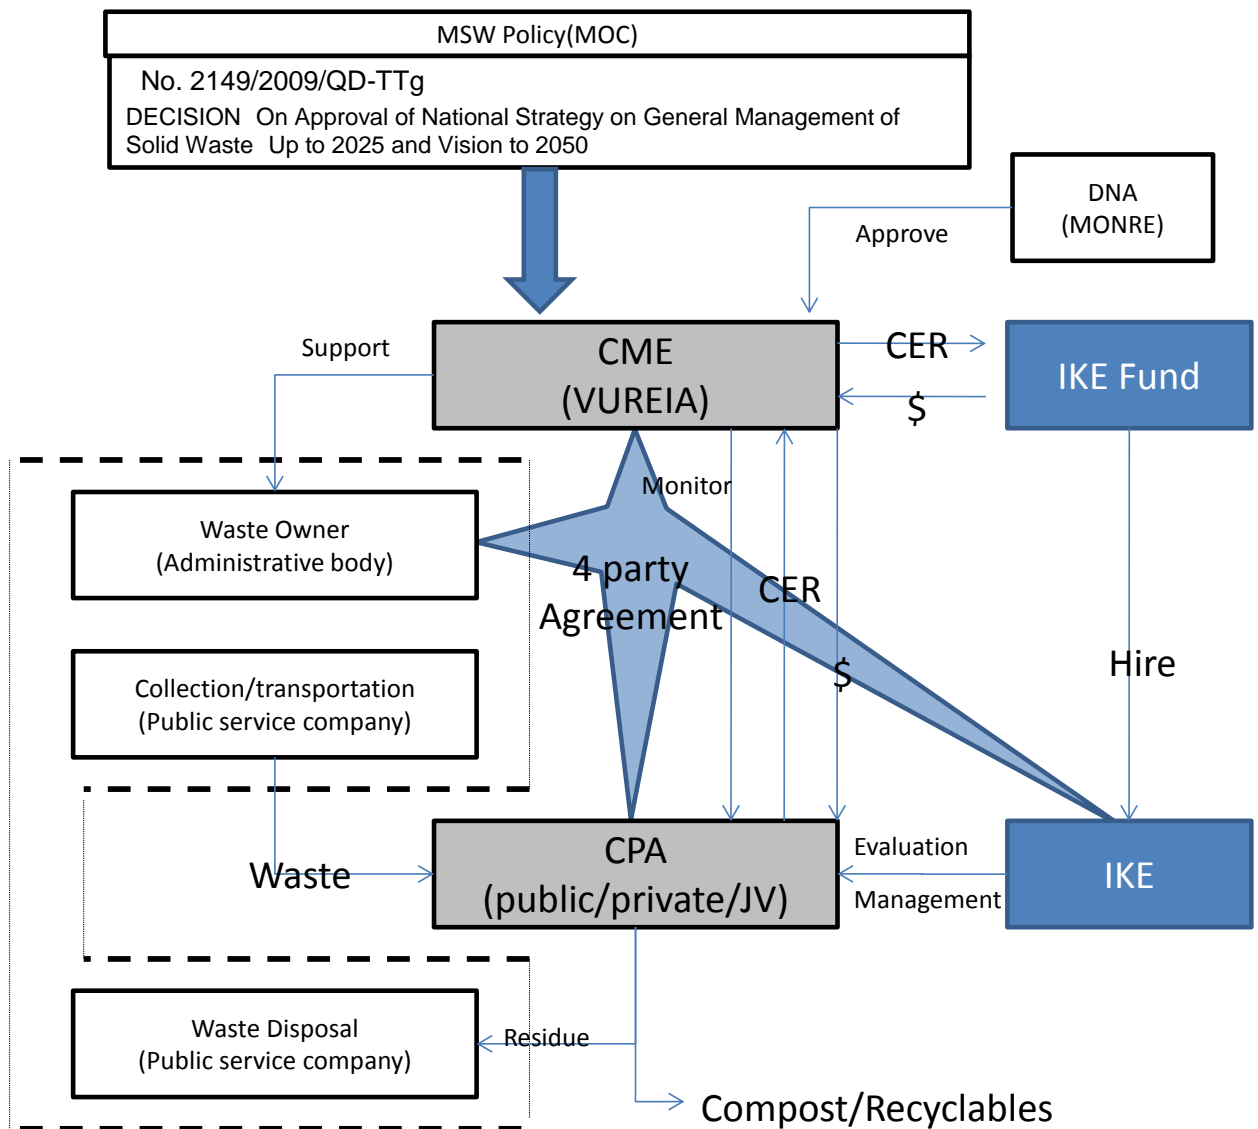 MSW Policy(MOC)
No. 2149/2009/QD-TTg
DECISION On Approval of National Strategy on General Management of
Solid Waste Up to 2025 and Vision to 2050
DNA
(MONRE)
Approve
Support
CME
(VUREIA)
CER
$
IKE Fund
Monitor
Waste Owner
(Administrative body)
4 party
Agreement
CER
$
Hire
Collection/transportation
(Public service company)
Waste
CPA
(public/private/JV)
Evaluation
Management
IKE
Waste Disposal
(Public service company)
Residue
Compost/Recyclables